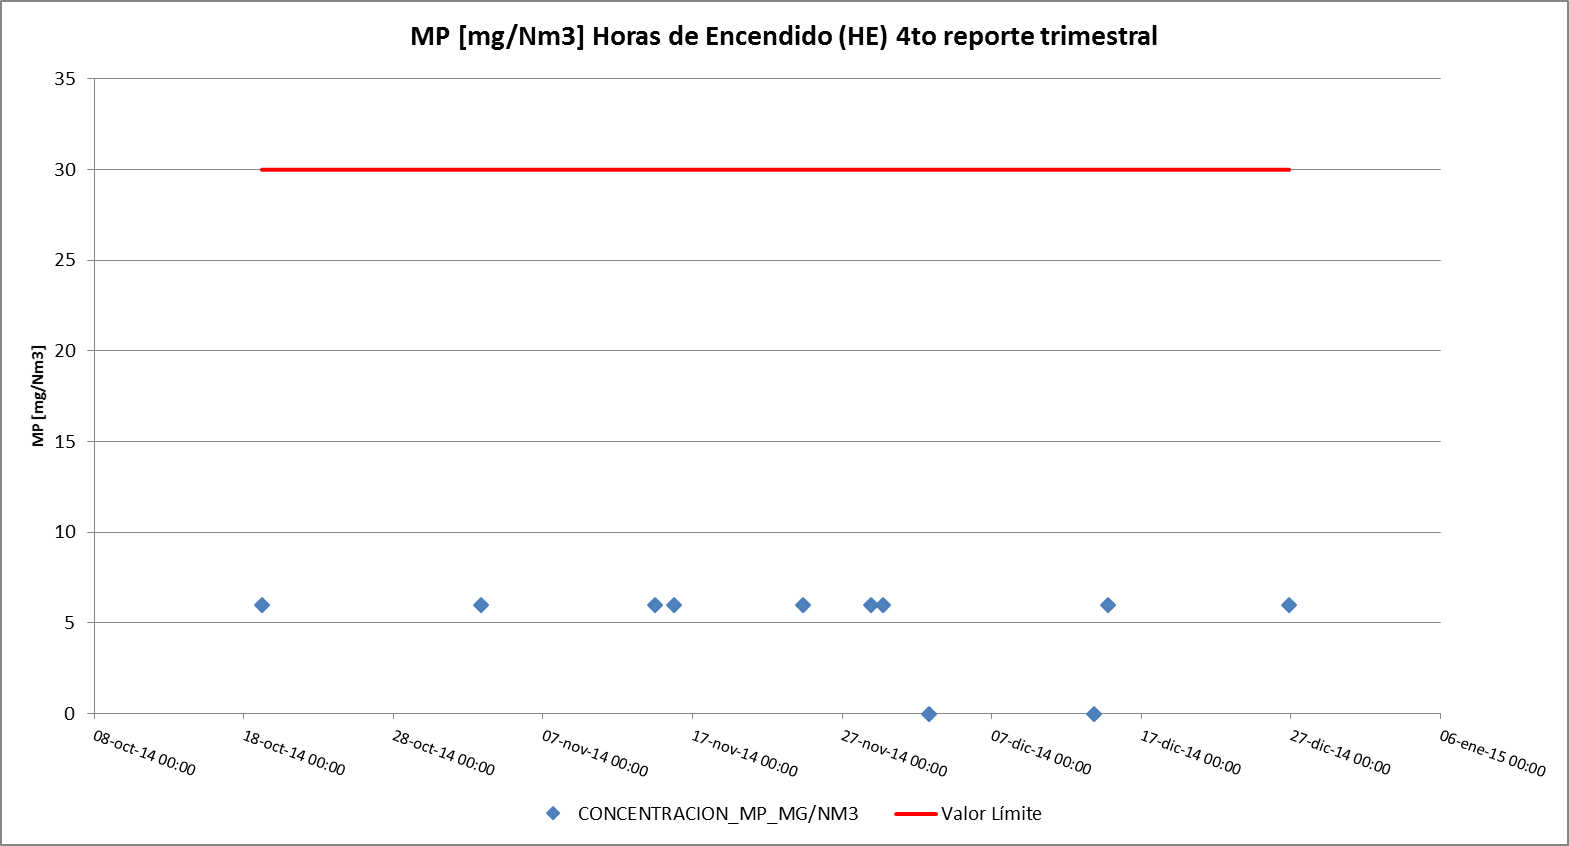 MP [mg/Nm3] Horas de Encendido (HE) 4to reporte trimestral
35
30
25
20
15
10
5
0
MP [mg/Nm3]
08-oct-14 00:00
18-oct-14 00:00
28-oct-14 00:00
07-nov-14 00:00
17-nov-14 00:00
27-nov-14 00:00
07-dic-14 00:00
17-dic-14 00:00
27-dic-14 00:00
06-ene-15 00:00
CONCENTRACION_MP_MG/NM3
Valor Límite